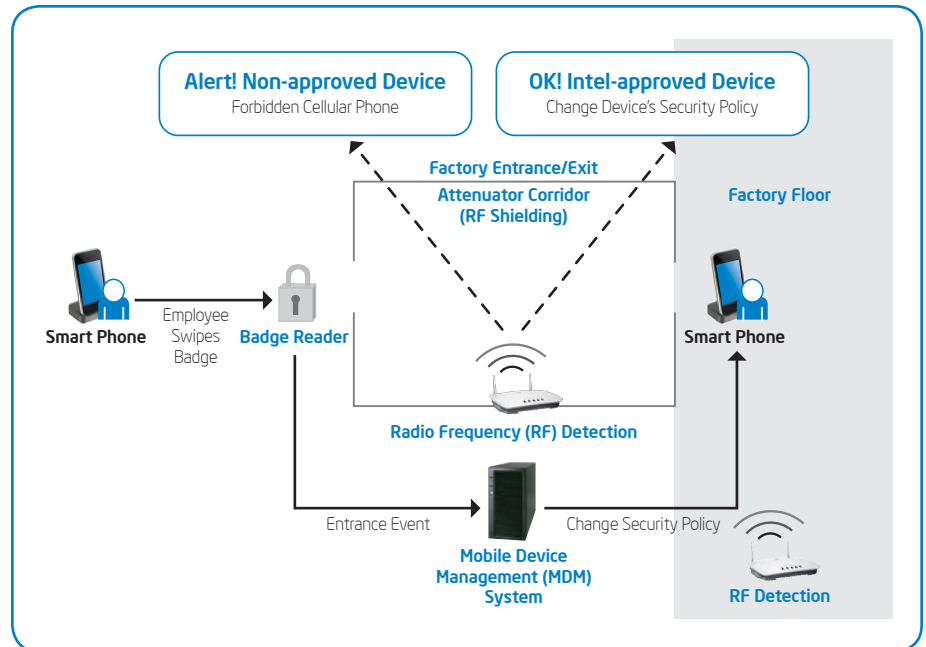 Alert! Non-approved Device
Forbidden Cellular Phone
OK! Intel-approved Device
Change Device's Security Policy
Factory Entrance/Exit
Attenuator Corridor
(RF Shielding)
Factory Floor
Smart Phone
Employee
Swipes
Badge
Badge Reader
Smart Phone
Radio Frequency (RF) Detection
Entrance Event
Change Security Policy
Mobile Device
Management (MDM)
System
RF Detection